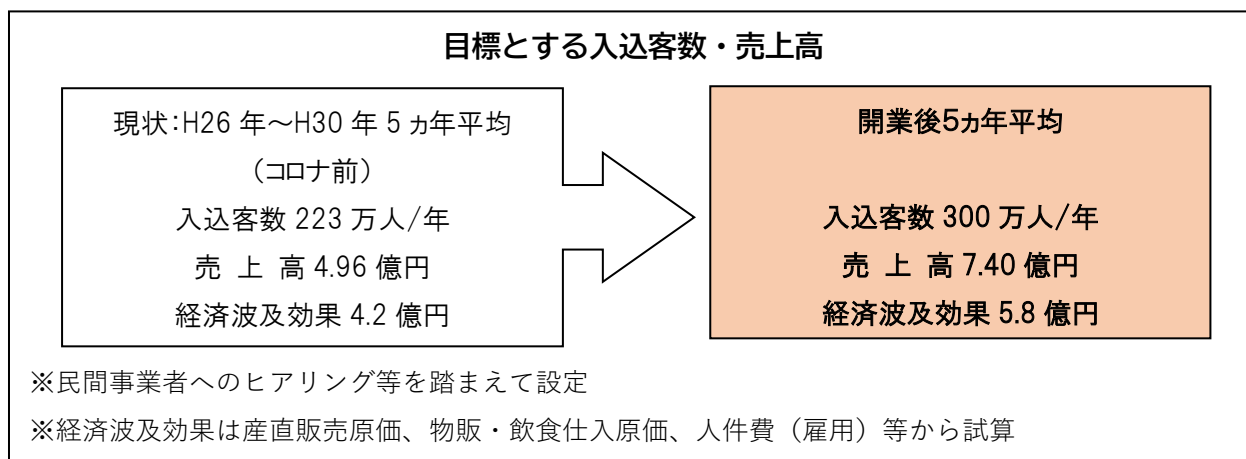 目標とする入込客数・売上高
現状:H26年～H30年5ヵ年平均
（コロナ前）
入込客数 223 万人/年
売 上 高 4.96 億円
経済波及効果 4.2 億円
開業後5ヵ年平均
入込客数 300 万人/年
売 上 高 7.40 億円
経済波及効果 5.8 億円
※民間事業者へのヒアリング等を踏まえて設定
※経済波及効果は産直販売原価、物販・飲食仕入原価、人件費（雇用）等から試算